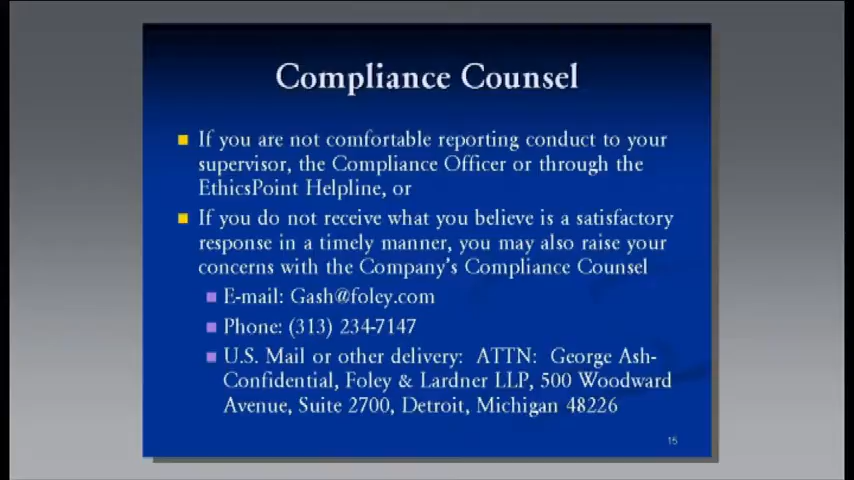 Compliance Counsel
If you are not comfortable reporting conduct to your
supervisor, the Compliance Officer or through the
EthicsPoint Helpline, or
If you do not receive what you believe is a satisfactory
response in a timely manner, you may also raise your
concerns with the Company's Compliance Counsel
E-mail: Gash@foley.com
Phone: (313) 234-7147
U.S. Mail or other delivery: ATTN: George Ash-
Confidential, Foley & Lardner LLP, 500 Woodward
Avenue, Suite 2700, Detroit, Michigan 48226
15